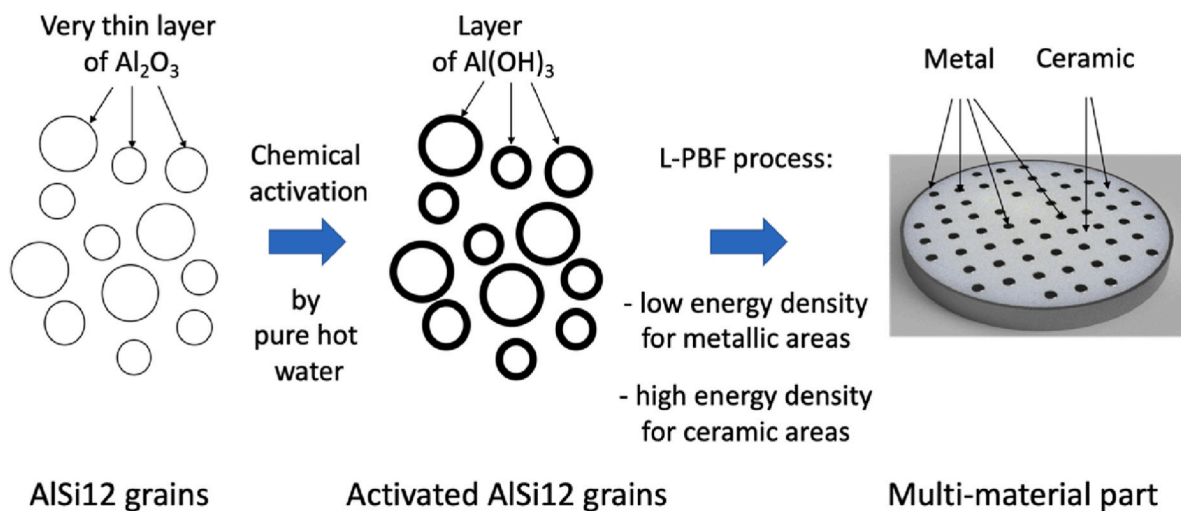 Very thin layer
of Al₂O₃
Layer
of Al(OH)₃
Metal
Ceramic
Chemical
activation
by
pure hot
water
L-PBF process:
- low energy density
for metallic areas
- high energy density
for ceramic areas
AlSi12 grains
Activated AlSi12 grains
Multi-material part